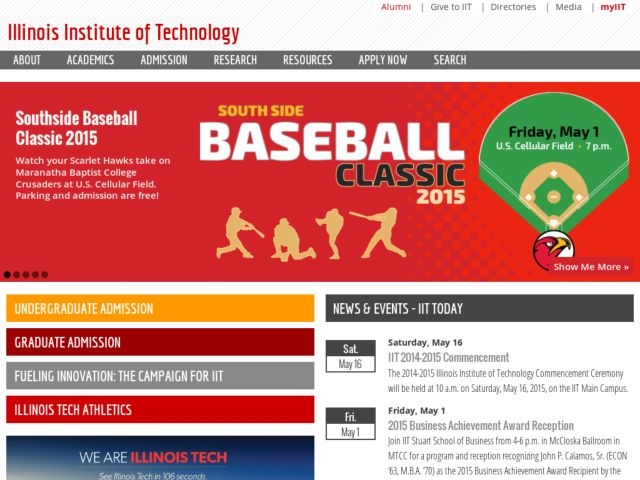 Alumni | Give to IIT | Directories | Media | myIIT
Illinois Institute of Technology
ABOUT ACADEMICS ADMISSION RESEARCH RESOURCES APPLY NOW SEARCH
Southside Baseball
Classic 2015
Watch your Scarlet Hawks take on
Maranatha Baptist College
Crusaders at U.S. Cellular Field.
Parking and admission are free!
SOUTH SIDE
BASEBALL
CLASSIC
2015
Friday, May 1
U.S. Cellular Field • 7 p.m.
Show Me More »
UNDERGRADUATE ADMISSION
GRADUATE ADMISSION
FUELING INNOVATION: THE CAMPAIGN FOR IIT
ILLINOIS TECH ATHLETICS
WE ARE ILLINOIS TECH
See Illinois Tech in 106 seconds.
NEWS & EVENTS - IIT TODAY
Sat.
May 16
Saturday, May 16
IIT 2014-2015 Commencement
The 2014-2015 Illinois Institute of Technology Commencement Ceremony
will be held at 10 a.m. on Saturday, May 16, 2015, on the IIT Main Campus.
Fri.
May 1
Friday, May 1
2015 Business Achievement Award Reception
Join IIT Stuart School of Business from 4-6 p.m. in McCloska Ballroom in
MTCC for a program and reception recognizing John P. Calamos, Sr. (ECON
'63, M.B.A. '70) as the 2015 Business Achievement Award Recipient by the